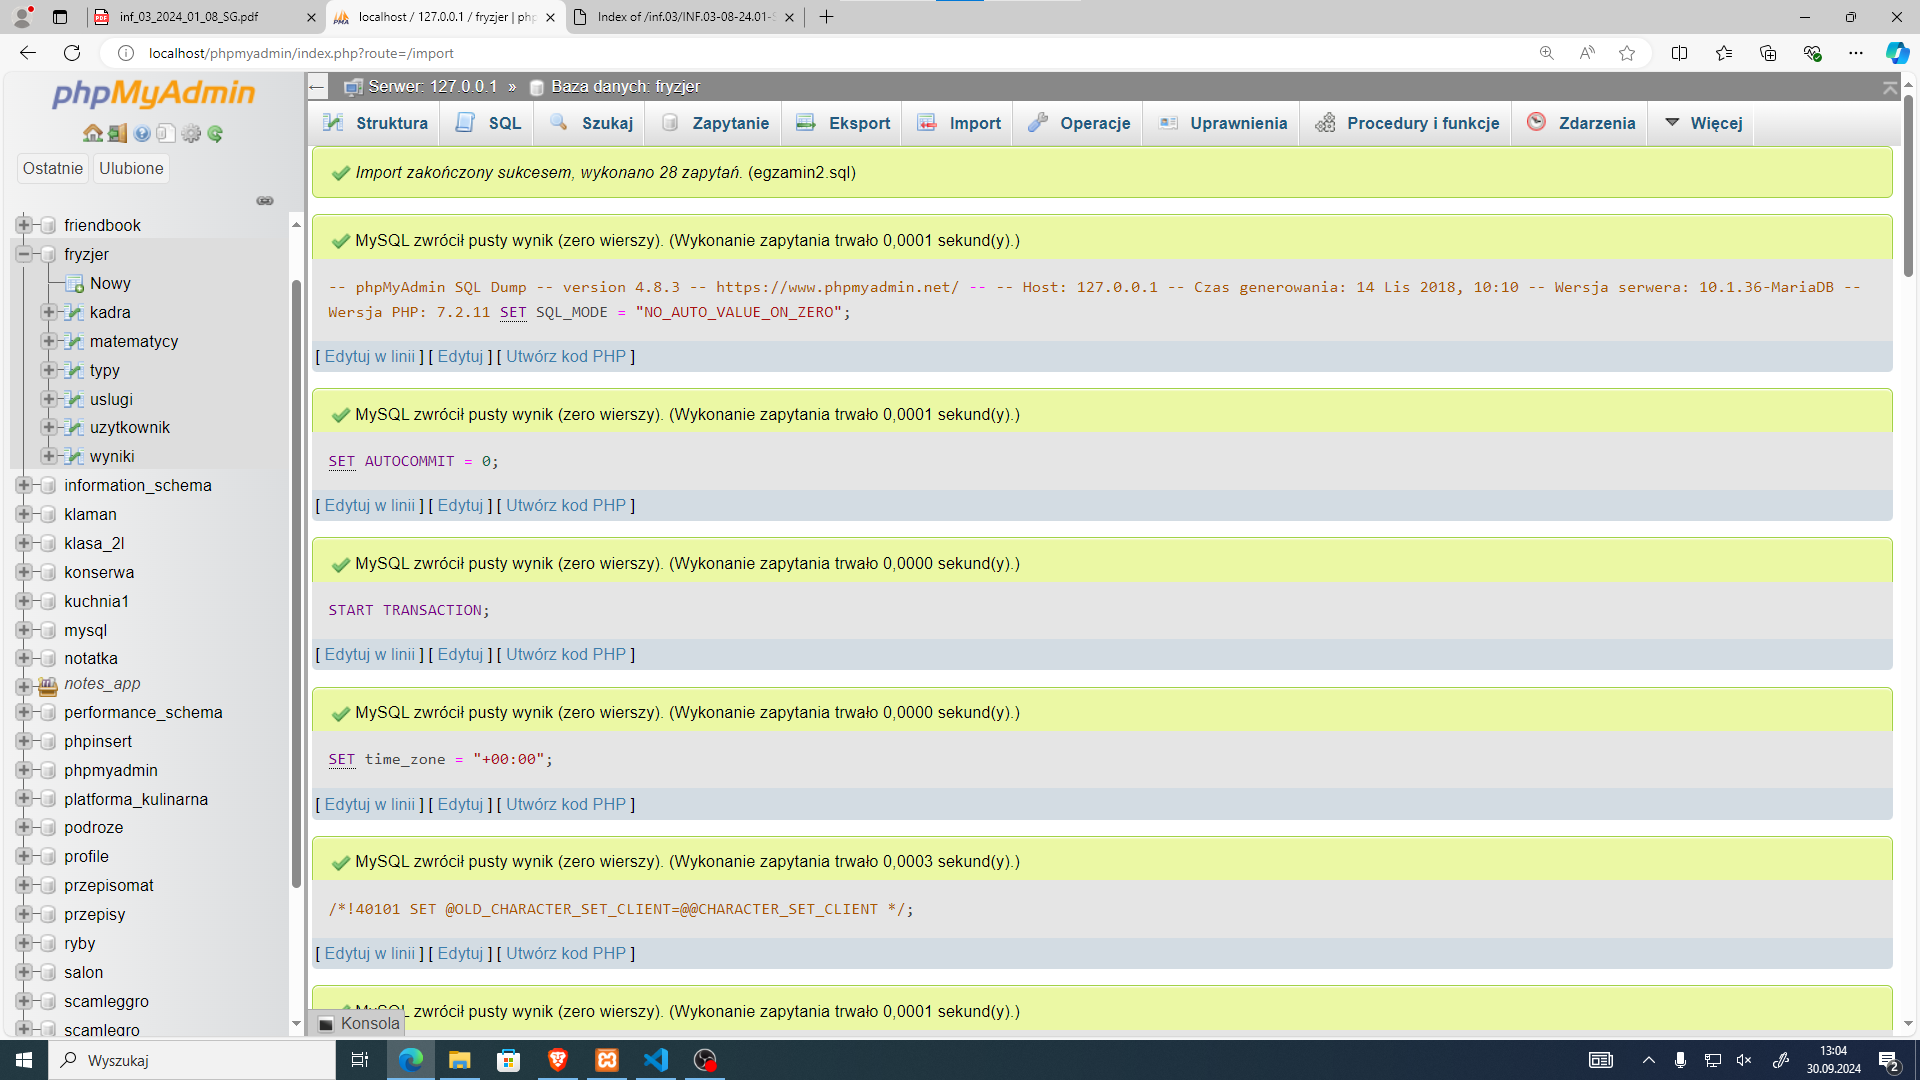 inf_03_2024_01_08_SG.pdf
localhost / 127.0.0.1 / fryzjer | php
Index of /inf.03/INF.03-08-24.01-S
localhost/phpmyadmin/index.php?route=/import
phpMyAdmin
Ostatnie Ulubione
friendbook
fryzjer
Nowy
kadra
matematycy
typy
uslugi
uzytkownik
wyniki
information_schema
klaman
klasa_2l
konserwa
kuchnia1
mysql
notatka
notes_app
performance_schema
phpinsert
phpmyadmin
platforma_kulinarna
podroze
profile
przepisomat
przepisy
ryby
salon
scamleggro
scamlegro
Serwer: 127.0.0.1 » Baza danych: fryzjer
Struktura SQL Szukaj Zapytanie Eksport Import Operacje Uprawnienia Procedury i funkcje Zdarzenia Więcej
Import zakończony sukcesem, wykonano 28 zapytań. (egzamin2.sql)
MySQL zwrócił pusty wynik (zero wierszy). (Wykonanie zapytania trwało 0,0001 sekund(y).)
-- phpMyAdmin SQL Dump -- version 4.8.3 -- https://www.phpmyadmin.net/ -- -- Host: 127.0.0.1 -- Czas generowania: 14 Lis 2018, 10:10 -- Wersja serwera: 10.1.36-MariaDB --
Wersja PHP: 7.2.11 SET SQL_MODE = "NO_AUTO_VALUE_ON_ZERO";
[ Edytuj w linii ] [ Edytuj ] [ Utwórz kod PHP ]
MySQL zwrócił pusty wynik (zero wierszy). (Wykonanie zapytania trwało 0,0001 sekund(y).)
SET AUTOCOMMIT = 0;
[ Edytuj w linii ] [ Edytuj ] [ Utwórz kod PHP ]
MySQL zwrócił pusty wynik (zero wierszy). (Wykonanie zapytania trwało 0,0000 sekund(y).)
START TRANSACTION;
[ Edytuj w linii ] [ Edytuj ] [ Utwórz kod PHP ]
MySQL zwrócił pusty wynik (zero wierszy). (Wykonanie zapytania trwało 0,0000 sekund(y).)
SET time_zone = "+00:00";
[ Edytuj w linii ] [ Edytuj ] [ Utwórz kod PHP ]
MySQL zwrócił pusty wynik (zero wierszy). (Wykonanie zapytania trwało 0,0003 sekund(y).)
/*!40101 SET @OLD_CHARACTER_SET_CLIENT=@@CHARACTER_SET_CLIENT */;
[ Edytuj w linii ] [ Edytuj ] [ Utwórz kod PHP ]
MySQL zwrócił pusty wynik (zero wierszy). (Wykonanie zapytania trwało 0,0001 sekund(y).)
Konsola
Wyszukaj
13:04
30.09.2024
2